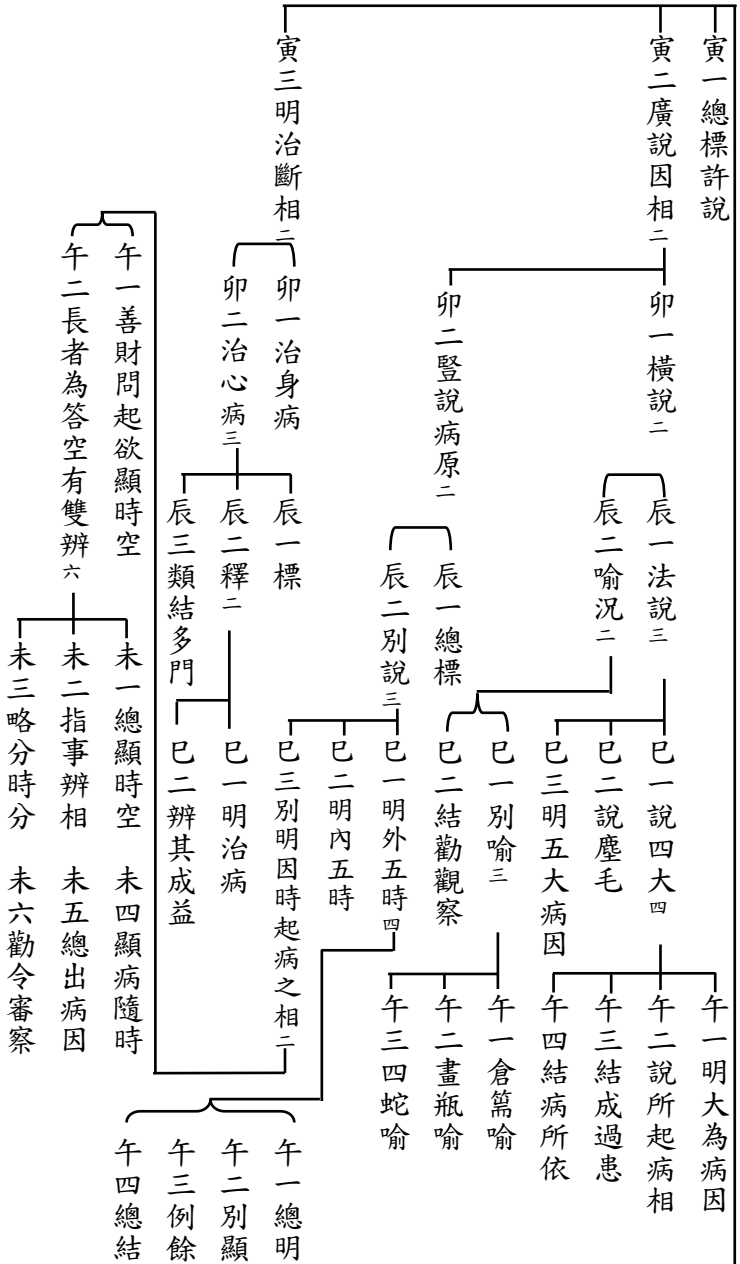 寅一總標許說
寅二廣說因相二
卯一橫說二
辰一法說三
巳一說四大四
午一明大為病因
午二說所起病相
午三結成過患
午四結病所依
巳二說塵毛
巳三明五大病因
辰二喻況二
巳一別喻三
午一倉篅喻
午二畫瓶喻
午三四蛇喻
巳二結勸觀察
卯二豎說病原二
辰一總標
辰二別說三
巳一明外五時四
午一總明
午二別顯
午三例餘
午四總結
巳二明內五時
巳三別明因時起病之相二
午一善財問起欲顯時空
午二長者為答空有雙辨六
未一總顯時空
未二指事辨相
未三略分時分
未四顯病隨時
未五總出病因
未六勸令審察
寅三明治斷相二
卯一治身病
卯二治心病三
辰一標
辰二釋二
巳一明治病
巳二辨其成益
辰三類結多門